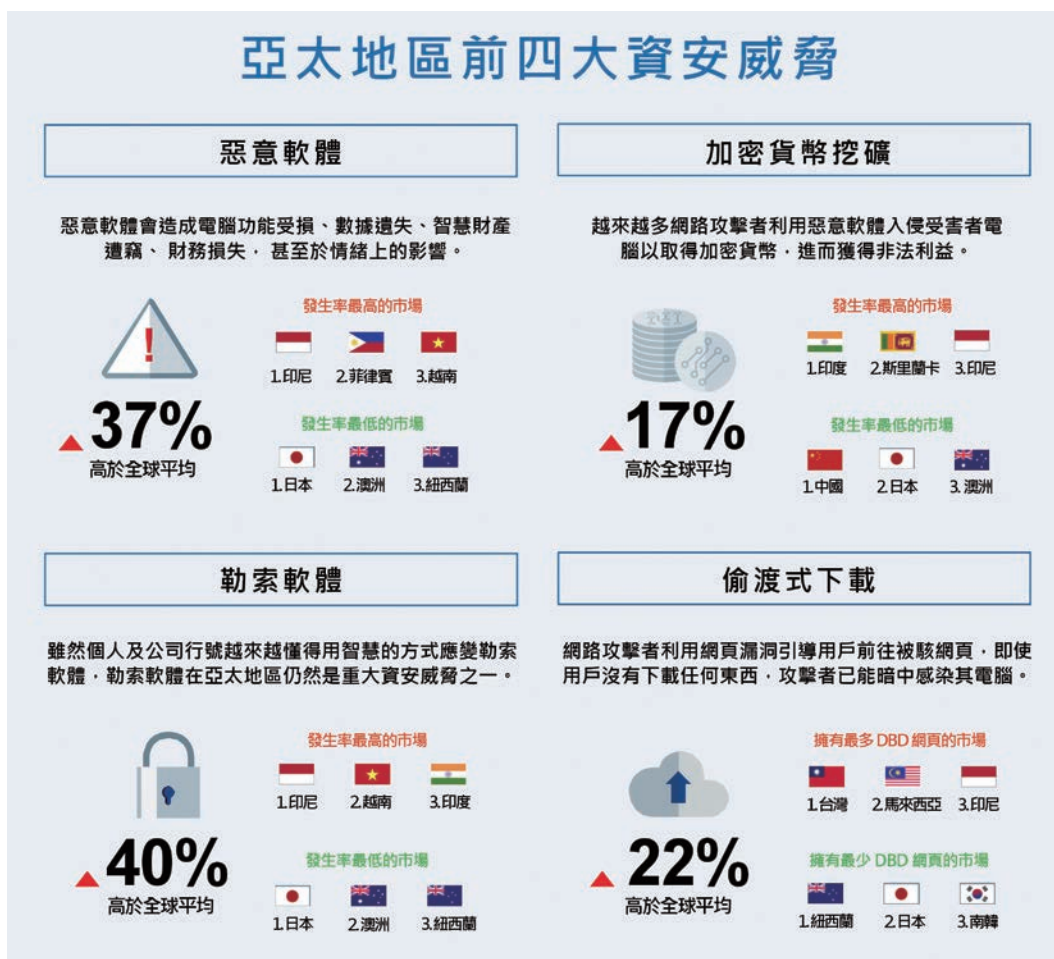 亞太地區前四大資安威脅
惡意軟體
惡意軟體會造成電腦功能受損、數據遺失、智慧財產
遭竊、 財務損失， 甚至於情緒上的影響。
發生率最高的市場
1.印尼 2.菲律賓 3.越南
37%
高於全球平均
發生率最低的市場
1.日本 2.澳洲 3.紐西蘭
加密貨幣挖礦
越來越多網路攻擊者利用惡意軟體入侵受害者電
腦以取得加密貨幣，進而獲得非法利益。
發生率最高的市場
1.印度 2.斯里蘭卡 3.印尼
17%
高於全球平均
發生率最低的市場
1.中國 2.日本 3.澳洲
勒索軟體
雖然個人及公司行號越來越懂得用智慧的方式應變勒索
軟體，勒索軟體在亞太地區仍然是重大資安威脅之一。
發生率最高的市場
1.印尼 2.越南 3.印度
40%
高於全球平均
發生率最低的市場
1.日本 2.澳洲 3.紐西蘭
偷渡式下載
網路攻擊者利用網頁漏洞引導用戶前往被駭網頁，即使
用戶沒有下載任何東西，攻擊者已能暗中感染其電腦。
擁有最多 DBD 網頁的市場
1.台灣 2.馬來西亞 3.印尼
22%
高於全球平均
擁有最少 DBD 網頁的市場
1.紐西蘭 2.日本 3.南韓